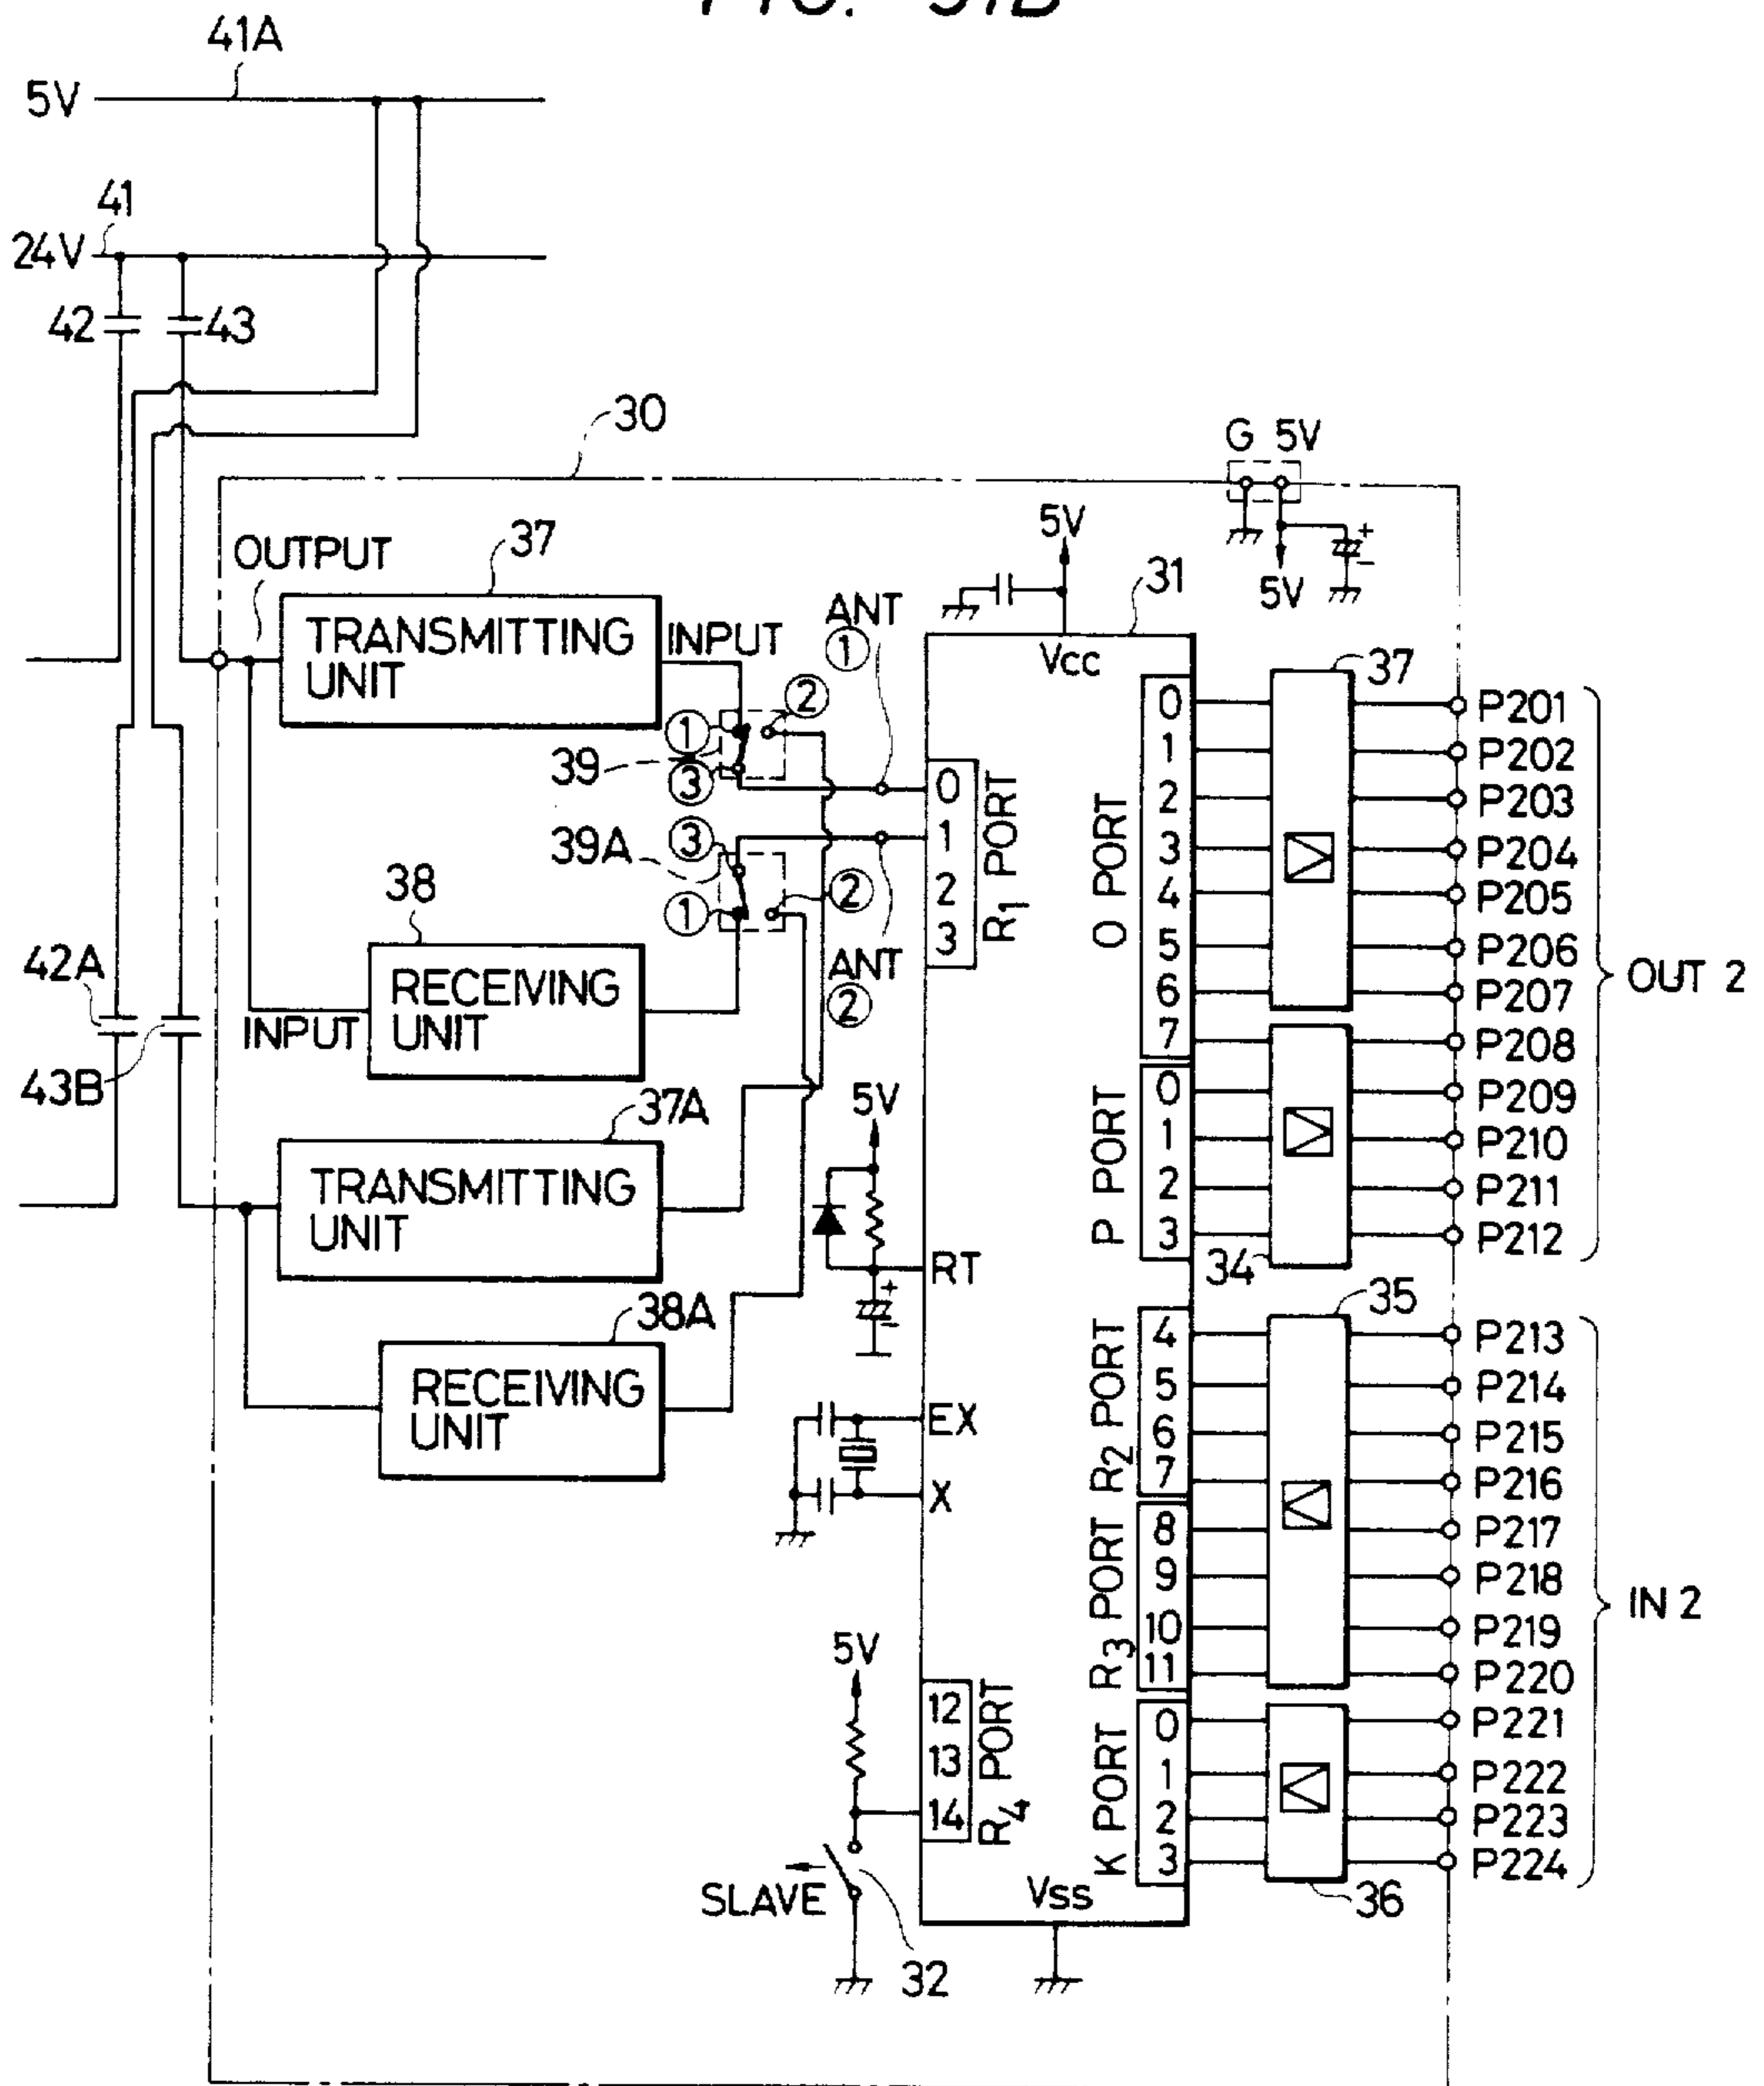 FIG. 31B
41A
5V
41
24V
42
43
30
G 5V
5V
5V
OUTPUT
37
31
ANT
①
TRANSMITTING
UNIT
INPUT
Vcc
37
②
①
39
③
0
1
2
3
R1 PORT
③
39A
②
①
38
RECEIVING
UNIT
INPUT
ANT
②
42A
43B
37A
TRANSMITTING
UNIT
5V
RT
38A
RECEIVING
UNIT
EX
X
5V
12
13
14
R4 PORT
SLAVE
32
Vss
O PORT
0
1
2
3
4
5
6
7
P PORT
0
1
2
3
34
R2 PORT
4
5
6
7
R3 PORT
8
9
10
11
K PORT
0
1
2
3
35
36
P201
P202
P203
P204
P205
P206
P207
P208
P209
P210
P211
P212
OUT 2
P213
P214
P215
P216
P217
P218
P219
P220
P221
P222
P223
P224
IN 2
+
-
+
-